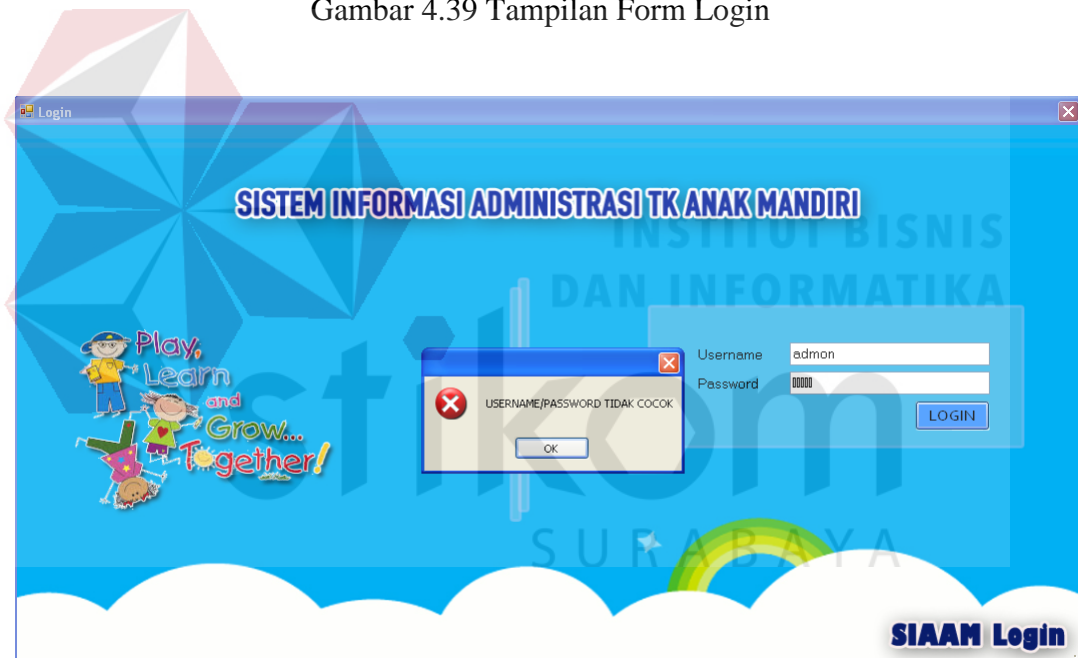 Gambar 4.39 Tampilan Form Login
Login
SISTEM INFORMASI ADMINISTRASI TK ANAK MANDIRI
INSTITUT BISNIS
DAN INFORMATIKA
stikom
SURABAYA
Play,
Learn
and
Grow...
Together!
USERNAME/PASSWORD TIDAK COCOK
OK
Username admon
Password
LOGIN
SIAAM Login